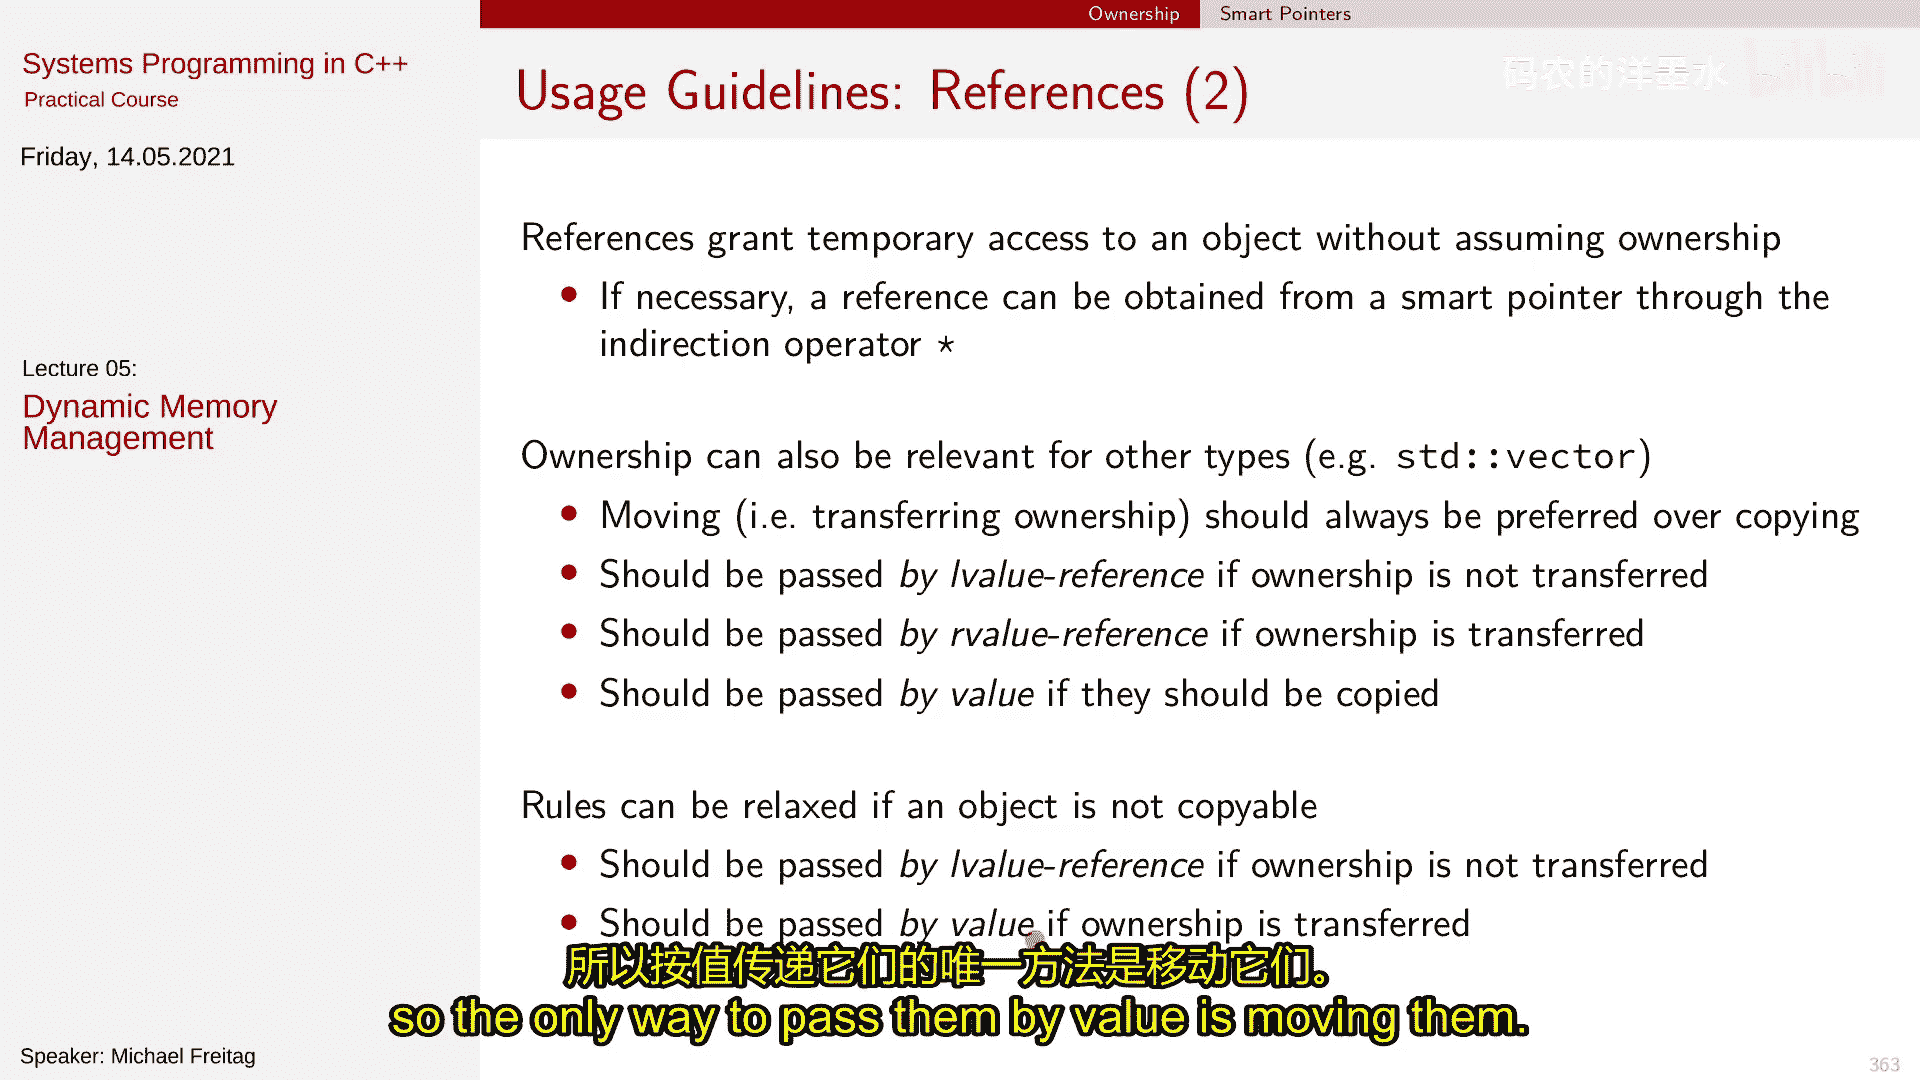 Ownership Smart Pointers
Systems Programming in C++
Practical Course
Friday, 14.05.2021
Lecture 05:
Dynamic Memory
Management
Speaker: Michael Freitag
Usage Guidelines: References (2)
码农的洋墨水
References grant temporary access to an object without assuming ownership
• If necessary, a reference can be obtained from a smart pointer through the
indirection operator *
Ownership can also be relevant for other types (e.g. std::vector)
• Moving (i.e. transferring ownership) should always be preferred over copying
• Should be passed by lvalue-reference if ownership is not transferred
• Should be passed by rvalue-reference if ownership is transferred
• Should be passed by value if they should be copied
Rules can be relaxed if an object is not copyable
• Should be passed by lvalue-reference if ownership is not transferred
• Should be passed by value if ownership is transferred
所以按值传递它们的唯一方法是移动它们。
so the only way to pass them by value is moving them.
363